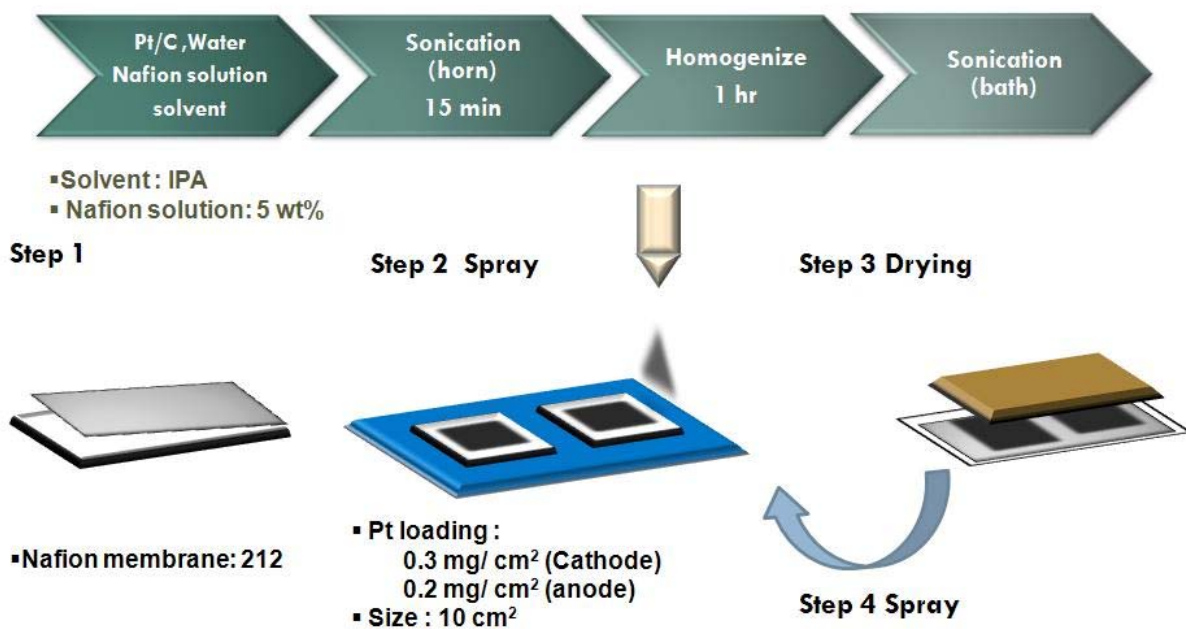 Pt/C ,Water
Nafion solution
solvent
Sonication
(horn)
15 min
Homogenize
1 hr
Sonication
(bath)
▪Solvent : IPA
▪ Nafion solution: 5 wt%
Step 1
Step 2 Spray
Step 3 Drying
▪Nafion membrane: 212
▪ Pt loading :
0.3 mg/ cm² (Cathode)
0.2 mg/ cm² (anode)
▪ Size : 10 cm²
Step 4 Spray